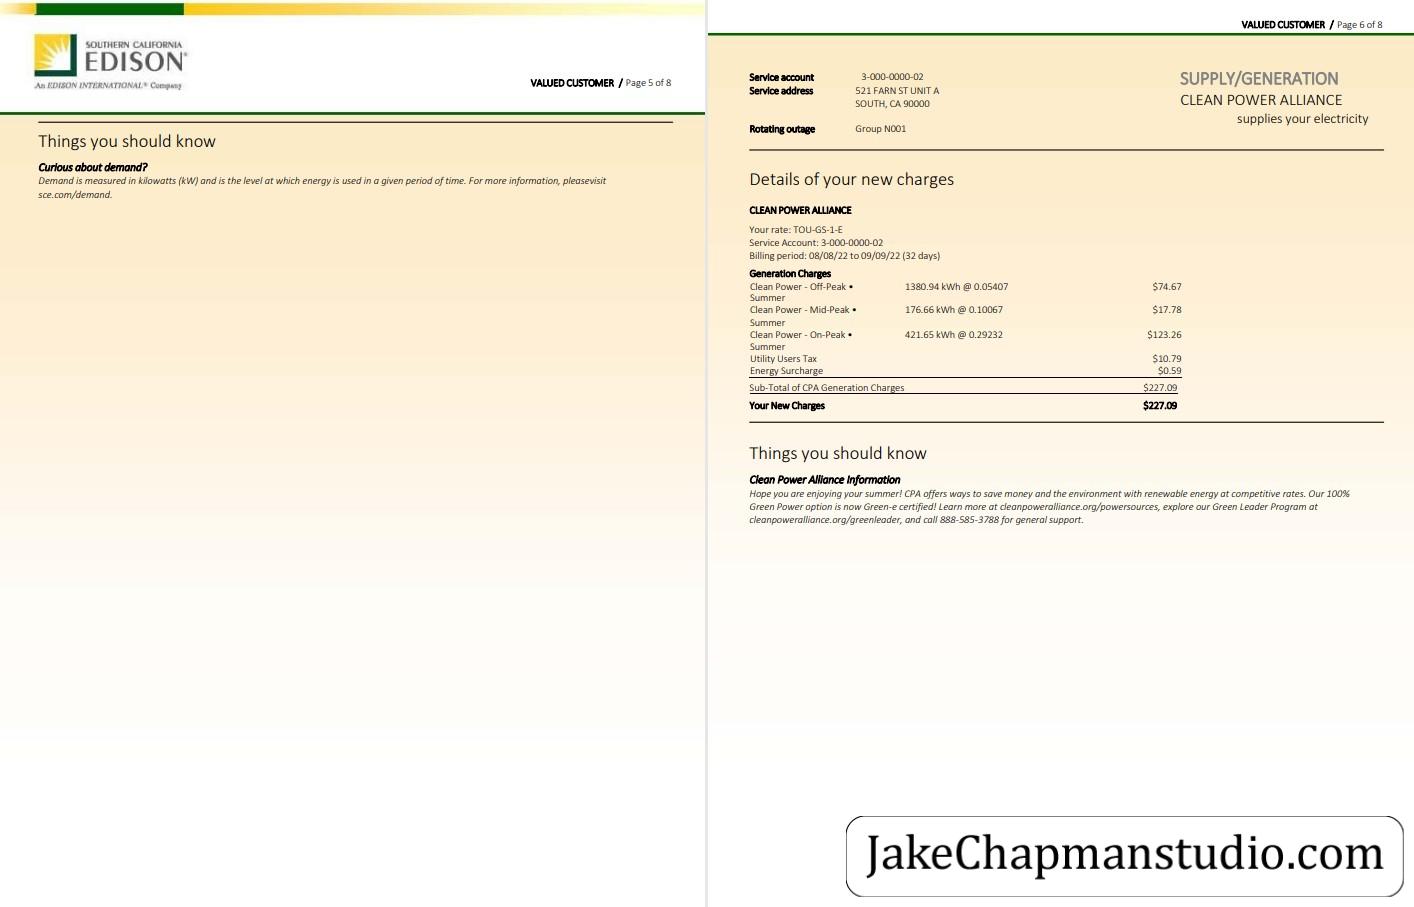 SOUTHERN CALIFORNIA
EDISON®
An EDISON INTERNATIONAL® Company
VALUED CUSTOMER / Page 5 of 8
Things you should know
Curious about demand?
Demand is measured in kilowatts (kW) and is the level at which energy is used in a given period of time. For more information, pleasevisit
sce.com/demand.
VALUED CUSTOMER / Page 6 of 8
Service account 3-000-0000-02
Service address 521 FARN ST UNIT A
SOUTH, CA 90000
Rotating outage Group N001
SUPPLY/GENERATION
CLEAN POWER ALLIANCE
supplies your electricity
Details of your new charges
CLEAN POWER ALLIANCE
Your rate: TOU-GS-1-E
Service Account: 3-000-0000-02
Billing period: 08/08/22 to 09/09/22 (32 days)
Generation Charges
Clean Power - Off-Peak • 1380.94 kWh @ 0.05407 $74.67
Summer
Clean Power - Mid-Peak • 176.66 kWh @ 0.10067 $17.78
Summer
Clean Power - On-Peak • 421.65 kWh @ 0.29232 $123.26
Summer
Utility Users Tax $10.79
Energy Surcharge $0.59
Sub-Total of CPA Generation Charges $227.09
Your New Charges $227.09
Things you should know
Clean Power Alliance Information
Hope you are enjoying your summer! CPA offers ways to save money and the environment with renewable energy at competitive rates. Our 100%
Green Power option is now Green-e certified! Learn more at cleanpoweralliance.org/powersources, explore our Green Leader Program at
cleanpoweralliance.org/greenleader, and call 888-585-3788 for general support.
JakeChapmanstudio.com